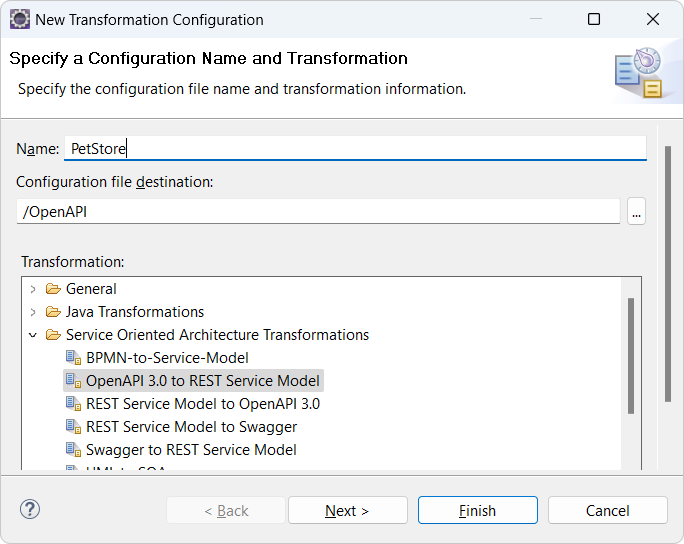 New Transformation Configuration
Specify a Configuration Name and Transformation
Specify the configuration file name and transformation information.
Name: PetStore
Configuration file destination:
/OpenAPI
...
Transformation:
General
Java Transformations
Service Oriented Architecture Transformations
BPMN-to-Service-Model
OpenAPI 3.0 to REST Service Model
REST Service Model to OpenAPI 3.0
REST Service Model to Swagger
Swagger to REST Service Model
? < Back Next > Finish Cancel